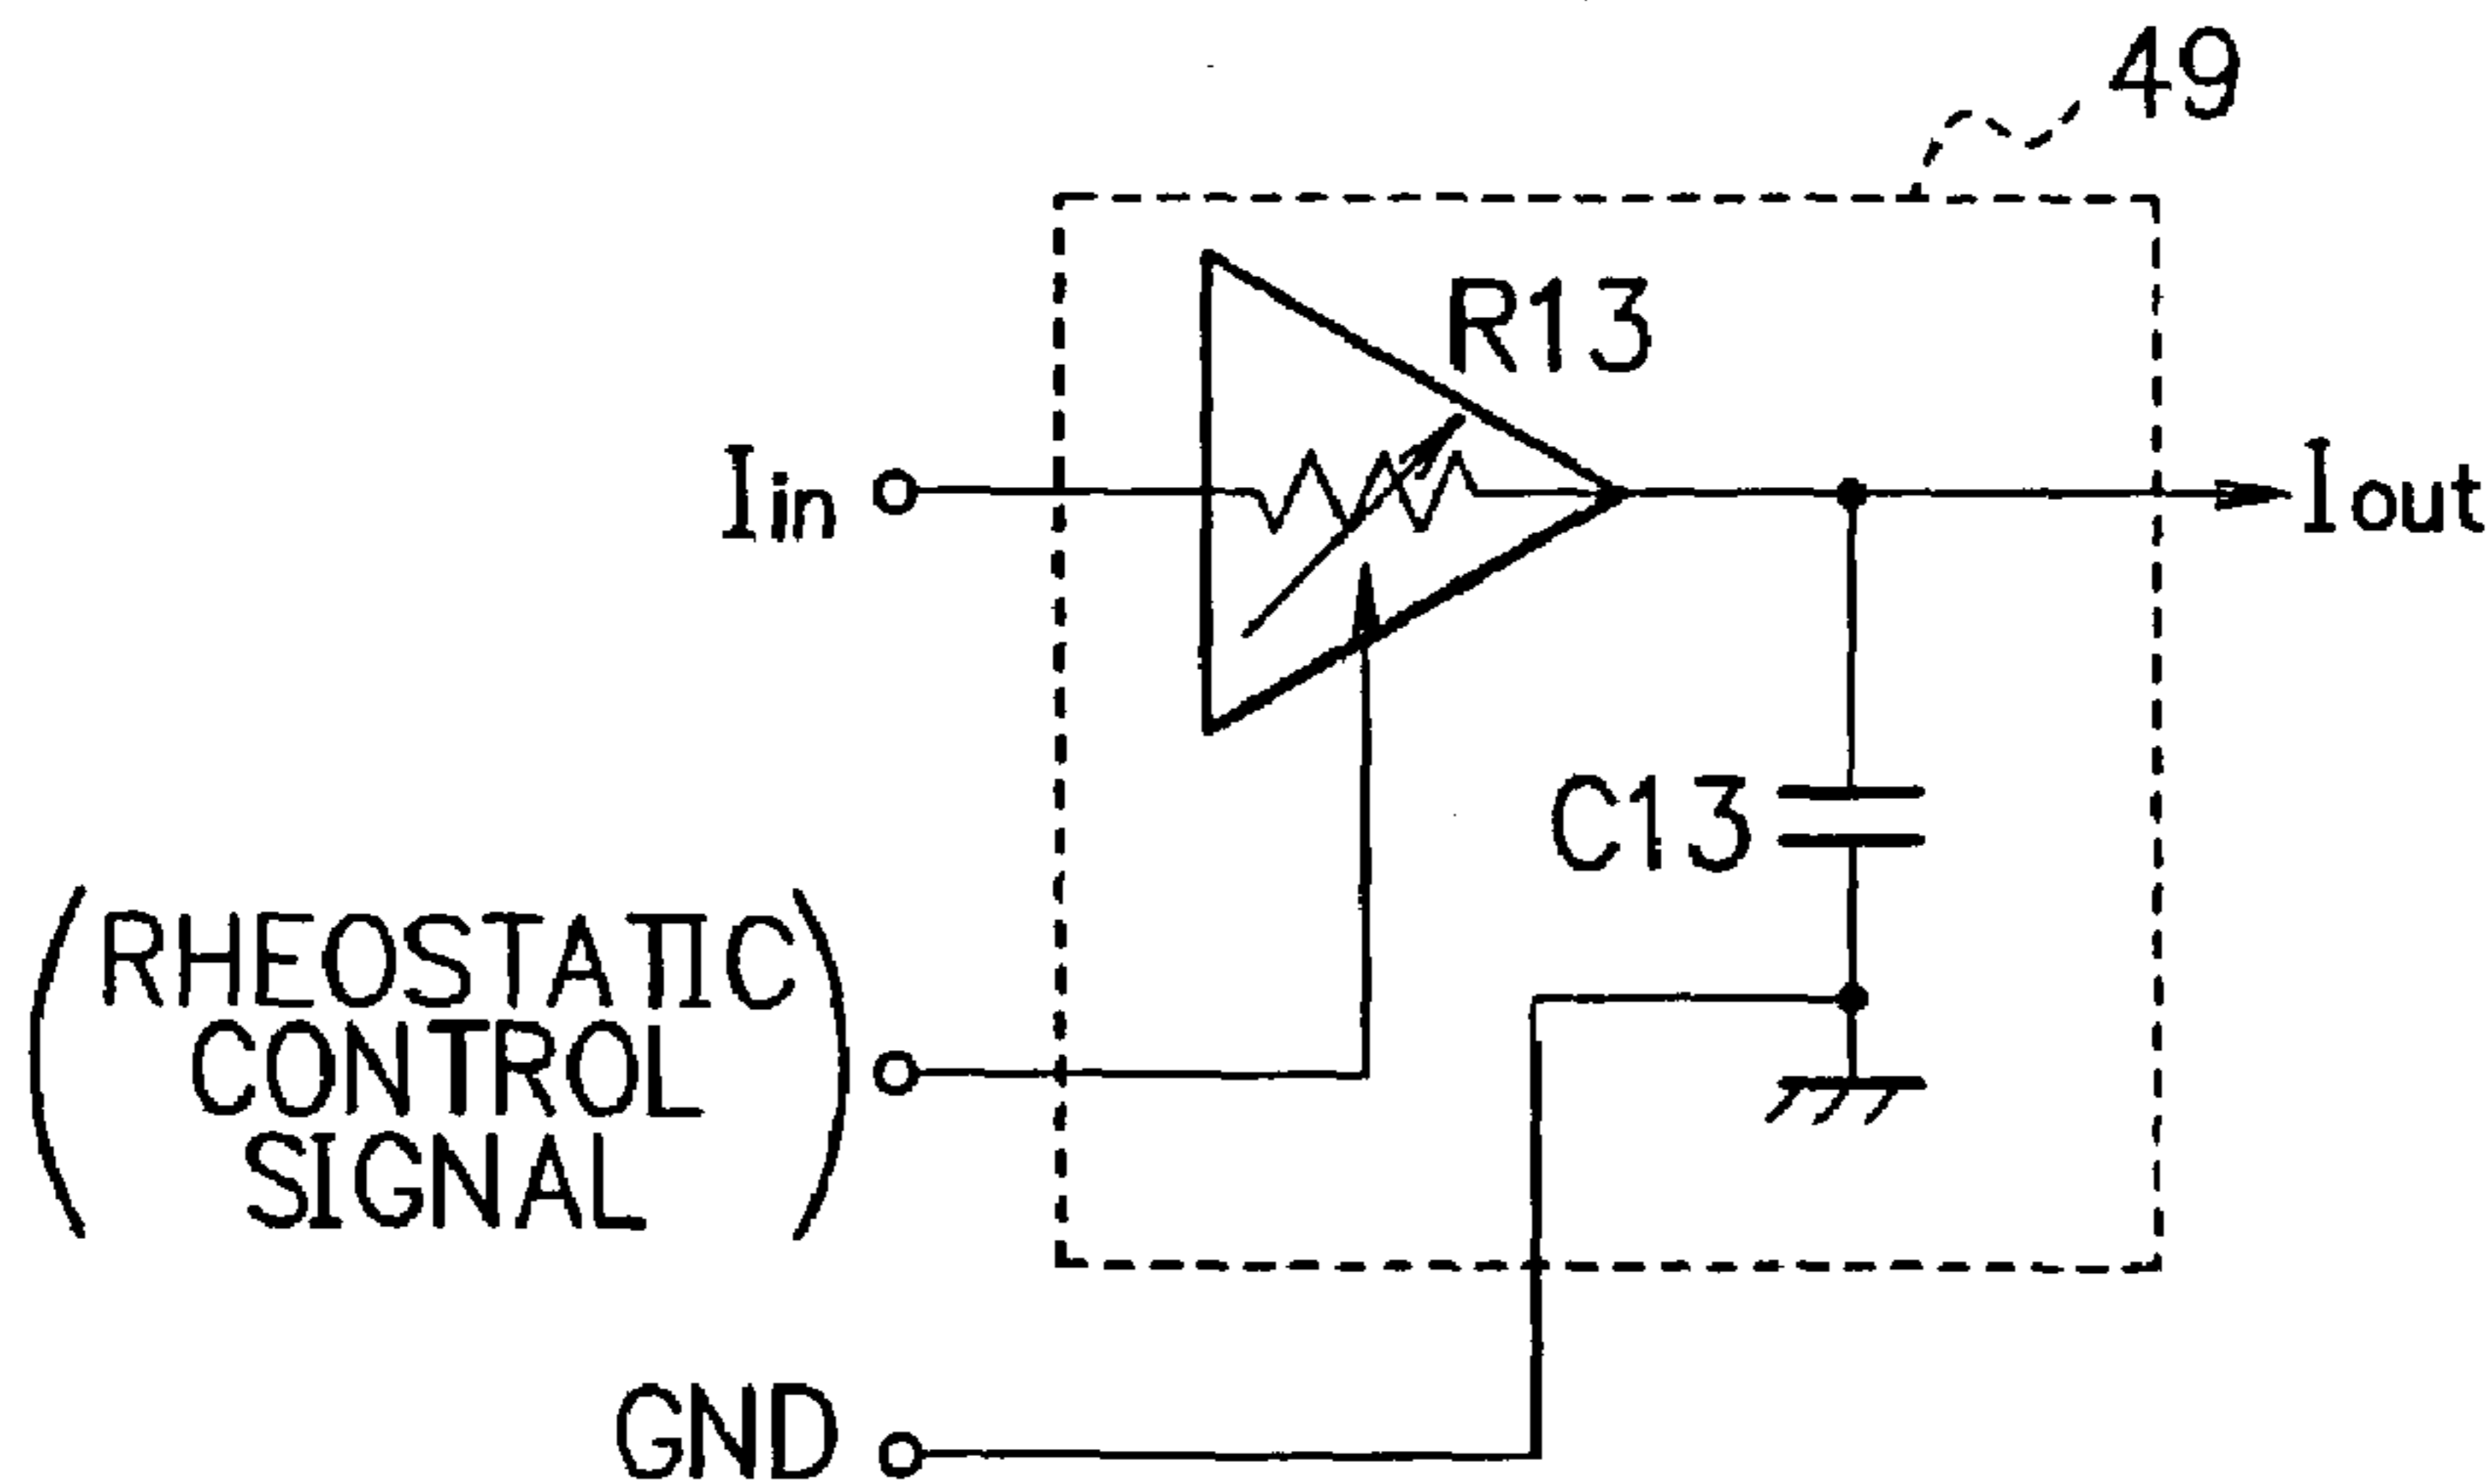 49
R13
Iin
Iout
C13
(RHEOSTATIC
CONTROL
SIGNAL)
GND